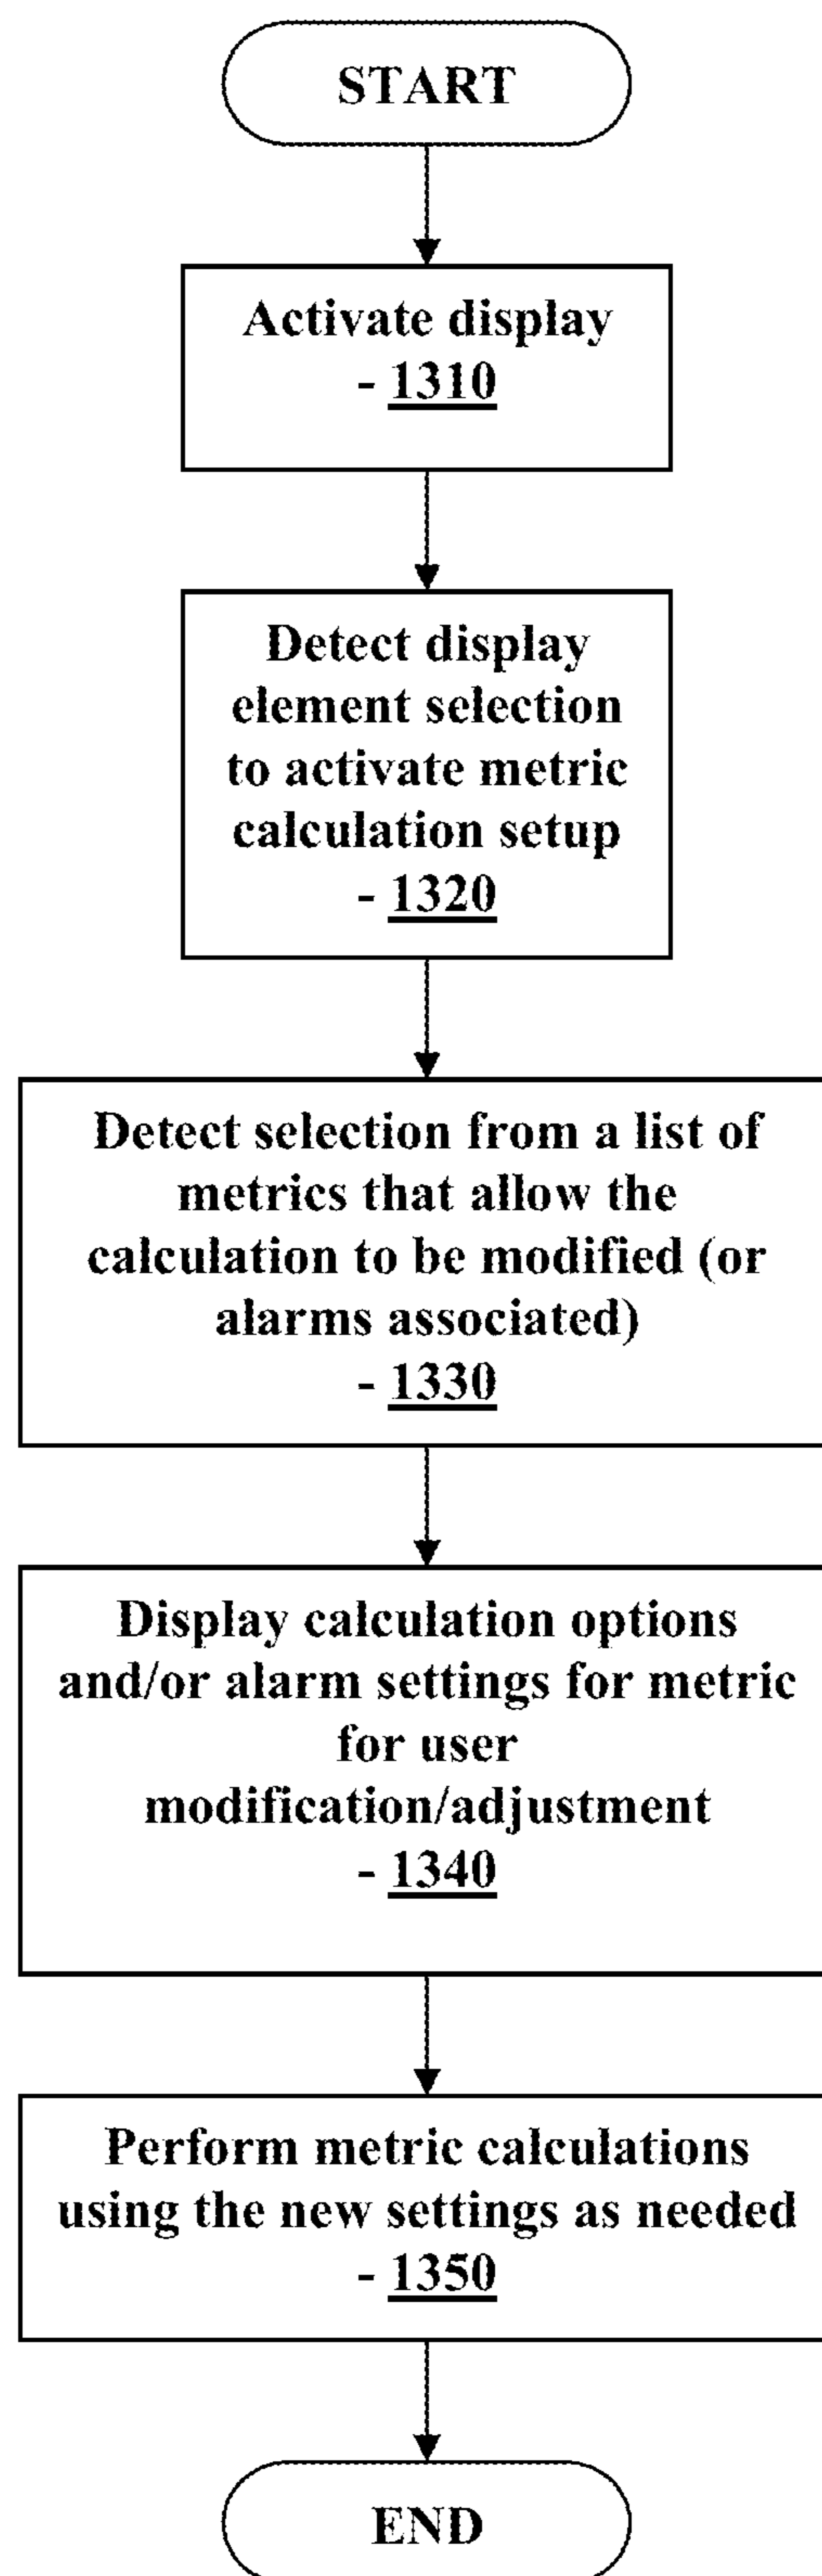 START
Activate display
- 1310
Detect display
element selection
to activate metric
calculation setup
- 1320
Detect selection from a list of
metrics that allow the
calculation to be modified (or
alarms associated)
- 1330
Display calculation options
and/or alarm settings for metric
for user
modification/adjustment
- 1340
Perform metric calculations
using the new settings as needed
- 1350
END